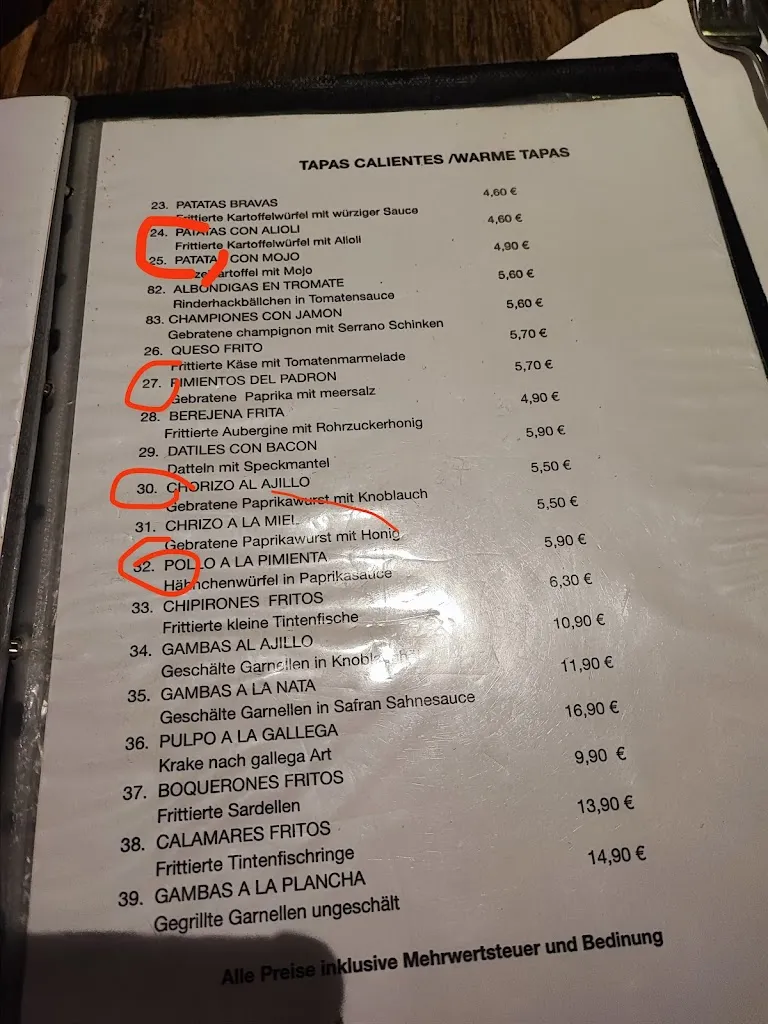 TAPAS CALIENTES /WARME TAPAS
23. PATATAS BRAVAS 4,60 €
Frittierte Kartoffelwürfel mit würziger Sauce
24. PATATAS CON ALIOLI 4,60 €
Frittierte Kartoffelwürfel mit Alioli
25. PATATAS CON MOJO 4,90 €
mit Mojo
82. ALBONDIGAS EN TROMATE 5,60 €
Rinderhackbällchen in Tomatensauce
83. CHAMPIONES CON JAMON 5,60 €
Gebratene champignon mit Serrano Schinken
26. QUESO FRITO 5,70 €
Frittierte Käse mit Tomatenmarmelade
27. PIMIENTOS DEL PADRON 5,70 €
Gebratene Paprika mit meersalz
28. BEREJENA FRITA 4,90 €
Frittierte Aubergine mit Rohrzuckerhonig
29. DATILES CON BACON 5,90 €
Datteln mit Speckmantel
30. CHORIZO AL AJILLO 5,50 €
Gebratene Paprikawurst mit Knoblauch
31. CHRIZO A LA MIEL 5,50 €
Gebratene Paprikawurst mit Honig
32. POLLO A LA PIMIENTA 5,90 €
Hähnchenwürfel in Paprikasauce
33. CHIPIRONES FRITOS 6,30 €
Frittierte kleine Tintenfische
34. GAMBAS AL AJILLO 10,90 €
Geschälte Garnellen in
35. GAMBAS A LA NATA 11,90 €
Geschälte Garnellen in Safran Sahnesauce
36. PULPO A LA GALLEGA 16,90 €
Krake nach gallega Art
37. BOQUERONES FRITOS 9,90 €
Frittierte Sardellen
38. CALAMARES FRITOS 13,90 €
Frittierte Tintenfischringe
39. GAMBAS A LA PLANCHA 14,90 €
Gegrillte Garnellen ungeschält
Alle Preise inklusive Mehrwertsteuer und Bedinung